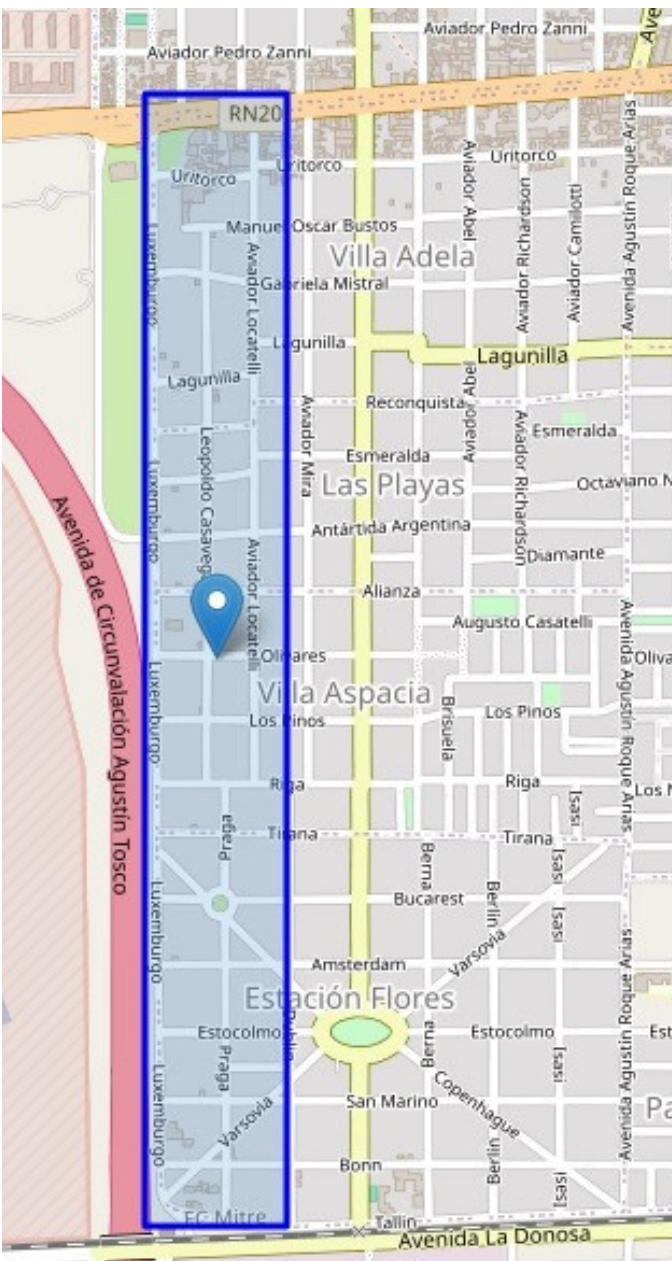 Aviador Pedro Zanni
Aviador Pedro Zanni
Ave
RN20
Uritorco
Uritorco
Uritorco
Manuel Oscar Bustos
Villa Adela
Gabriela Mistral
Luxemburgo
Aviador Locatelli
Aviador Abel
Aviador Richardson
Aviador Camilotti
Avenida Agustín Roque Arias
Lagunilla
Lagunilla
Lagunilla
Reconquista
Aviador Mira
Aviador Abel
Aviador Richardson
Esmeralda
Esmeralda
Leopoldo Casavega
Las Playas
Octaviano N
Luxemburgo
Antártida Argentina
Diamante
Avenida de Circunvalación Agustín Tosco
Aviador Locatelli
Alianza
Augusto Casatelli
Avenida Agustín Roque Arias
Olivares
Oliva
Luxemburgo
Villa Aspacia
Brisuela
Los Pinos
Los Pinos
Riga
Riga
Los N
Isasi
Praga
Tirana
Tirana
Berna
Berlin
Isasi
Luxemburgo
Bucarest
Isasi
Varsovia
Amsterdam
Avenida Agustín Roque Arias
Estación Flores
Dublin
Estocolmo
Estocolmo
Est
Berna
Praga
Isasi
Luxemburgo
Copenhague
Varsovia
San Marino
Pa
Berlin
Bonn
Isasi
FC Mitre
Tallin
Avenida La Donosa